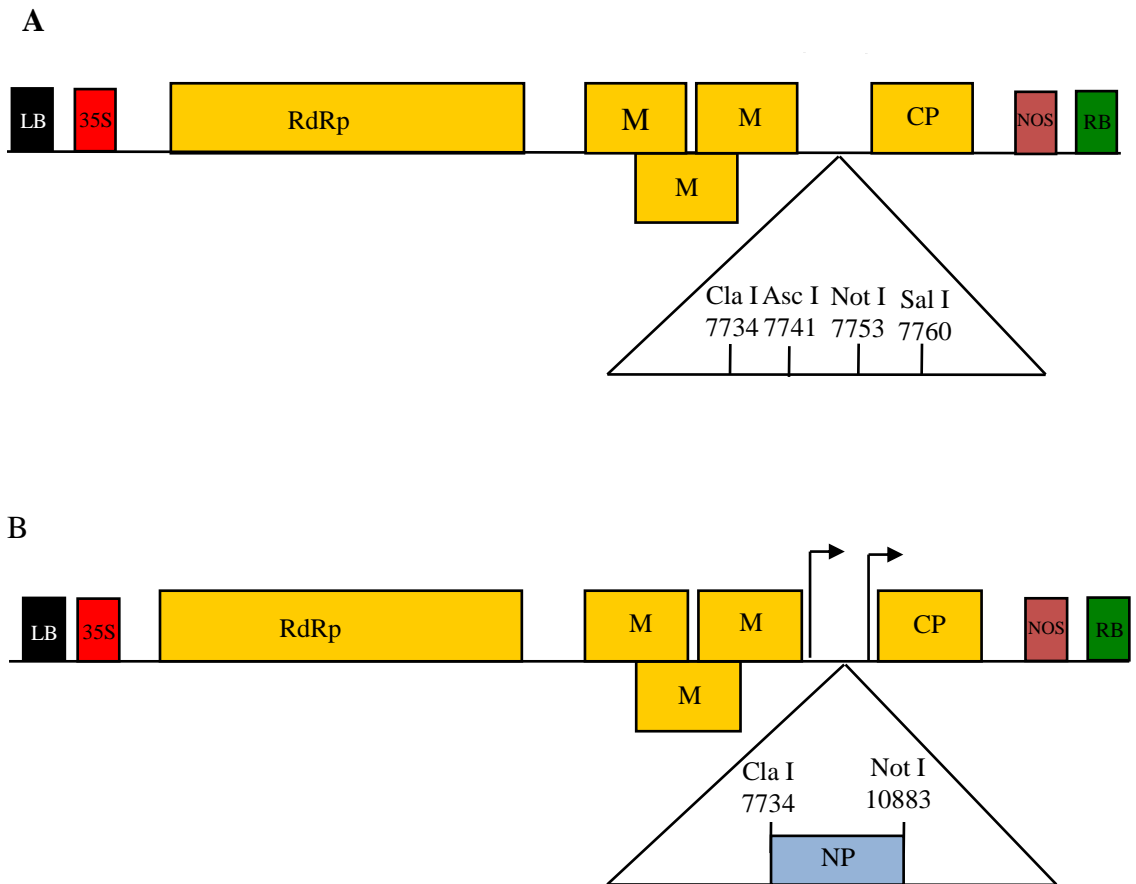 A
LB 35S RdRp M M CP NOS RB
M
Cla I Asc I Not I Sal I
7734 7741 7753 7760
B
LB 35S RdRp M M CP NOS RB
M
Cla I Not I
7734 10883
NP